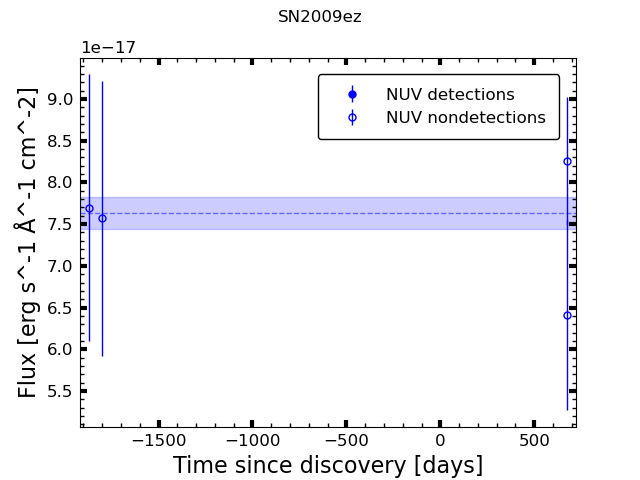 SN2009ez
1e−17
NUV detections
NUV nondetections
9.0
8.5
8.0
7.5
7.0
6.5
6.0
5.5
Flux [erg s^-1 Å^-1 cm^-2]
−1500 −1000 −500 0 500
Time since discovery [days]